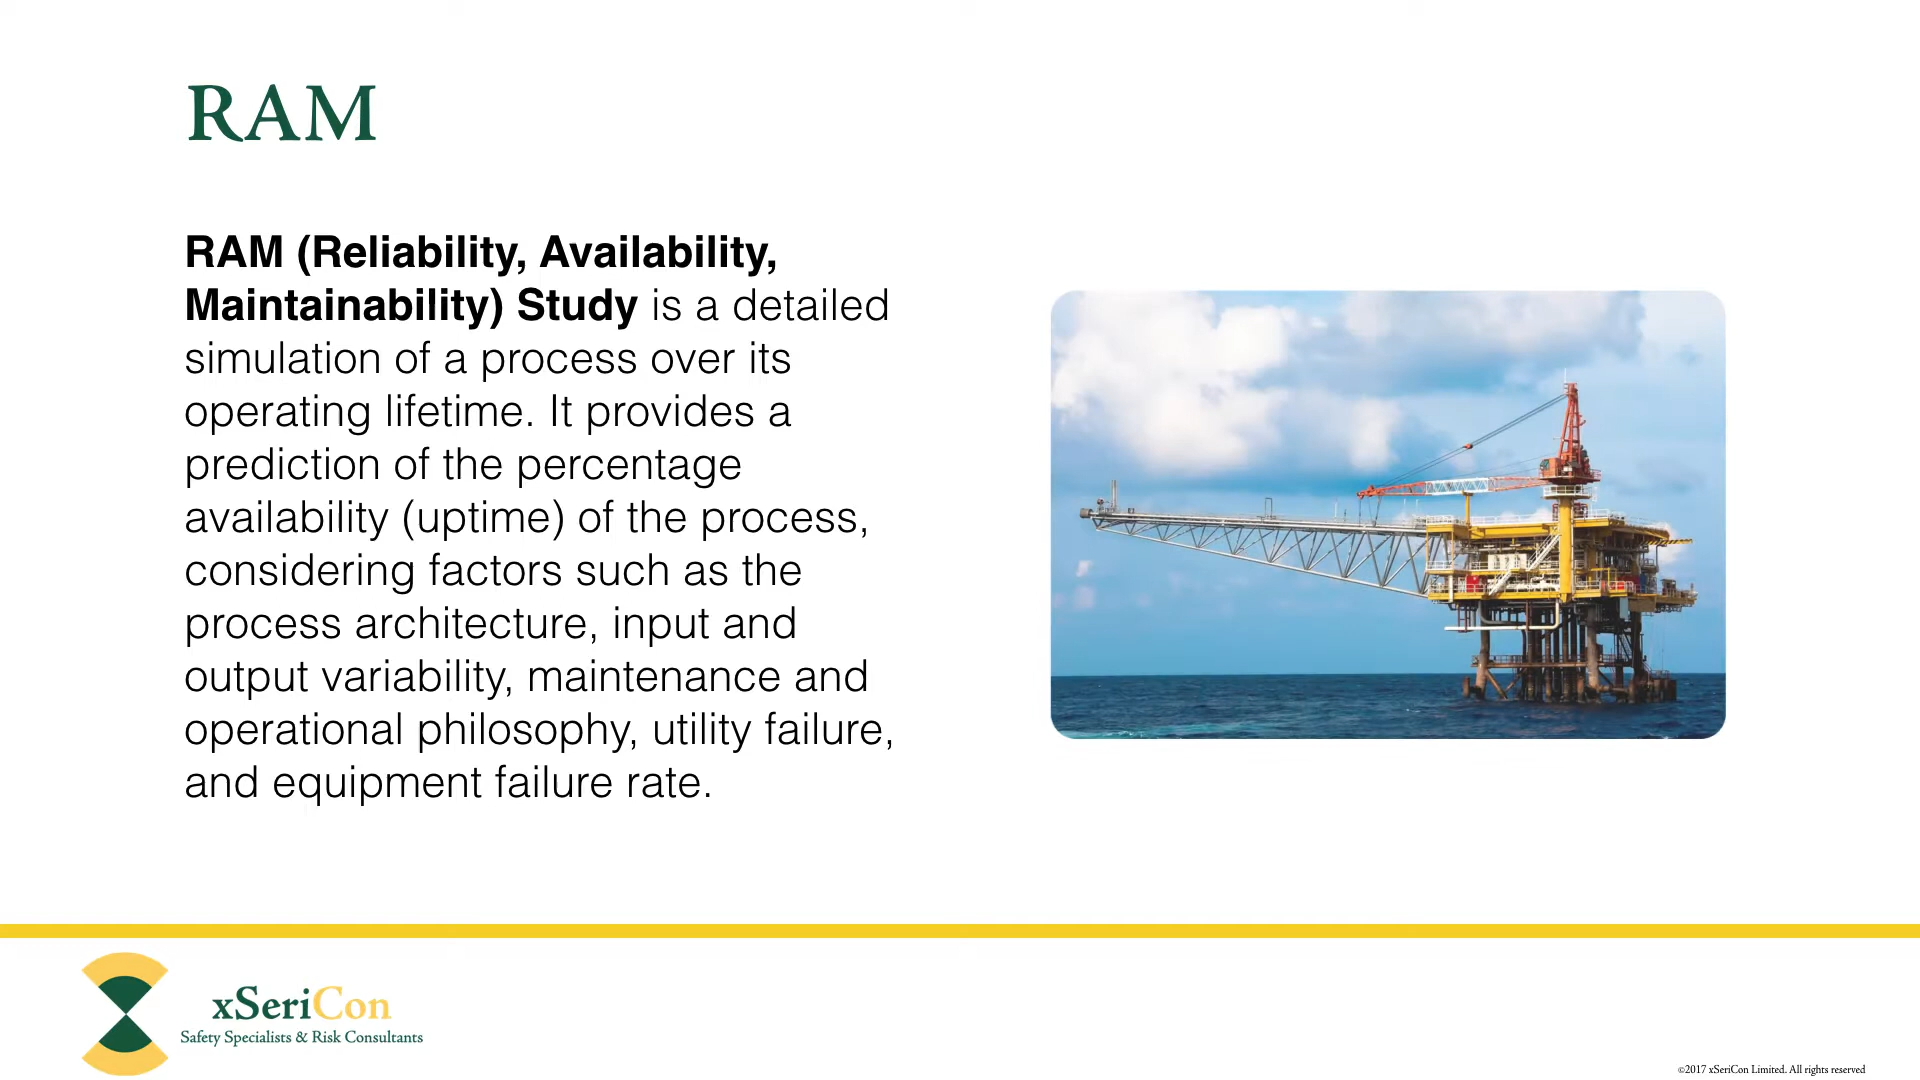 RAM
RAM (Reliability, Availability,
Maintainability) Study is a detailed
simulation of a process over its
operating lifetime. It provides a
prediction of the percentage
availability (uptime) of the process,
considering factors such as the
process architecture, input and
output variability, maintenance and
operational philosophy, utility failure,
and equipment failure rate.
xSeriCon
Safety Specialists & Risk Consultants
©2017 xSeriCon Limited. All rights reserved